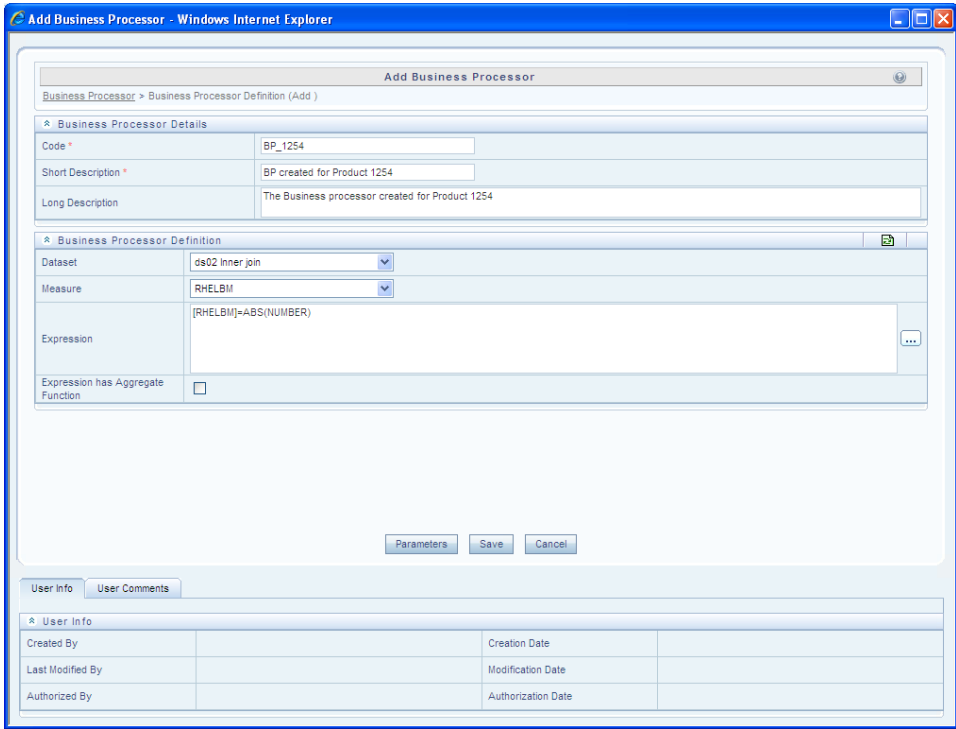 Add Business Processor - Windows Internet Explorer
Add Business Processor
Business Processor > Business Processor Definition (Add )
Business Processor Details
Code *
BP_1254
Short Description *
BP created for Product 1254
Long Description
The Business processor created for Product 1254
Business Processor Definition
Dataset
ds02 Inner join
Measure
RHELBM
Expression
[RHELBM]=ABS(NUMBER)
...
Expression has Aggregate
Function
Parameters
Save
Cancel
User Info
User Comments
User Info
Created By
Creation Date
Last Modified By
Modification Date
Authorized By
Authorization Date